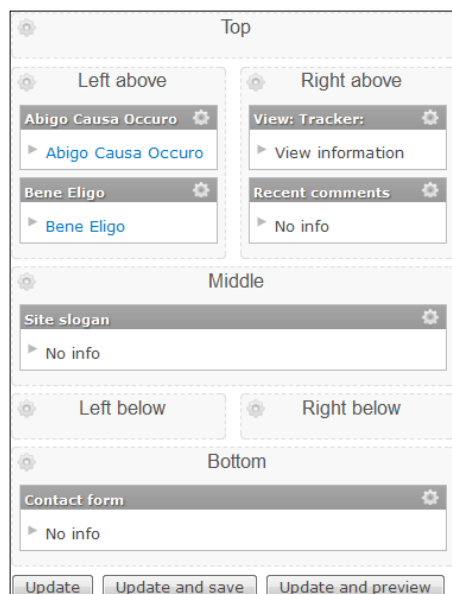 Top
Left above
Abigo Causa Occuro
Abigo Causa Occuro
Bene Eligo
Bene Eligo
Right above
View: Tracker:
View information
Recent comments
No info
Middle
Site slogan
No info
Left below
Right below
Bottom
Contact form
No info
Update Update and save Update and preview